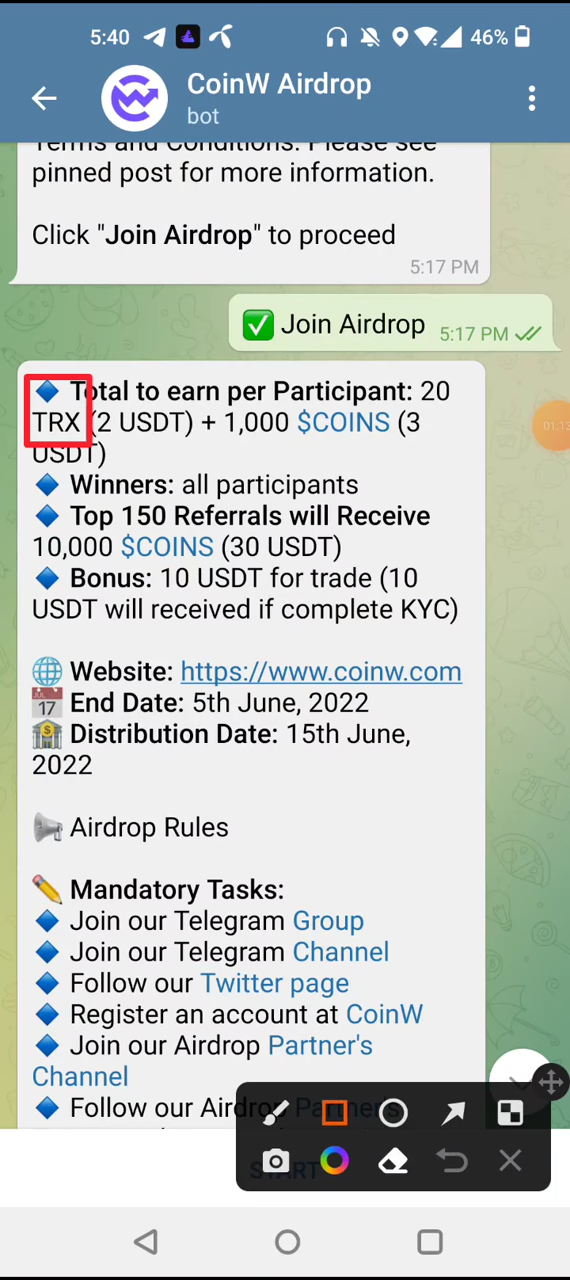 5:40
46%
CoinW Airdrop
bot
Terms and Conditions. Please see
pinned post for more information.
Click "Join Airdrop" to proceed
5:17 PM
Join Airdrop 5:17 PM
Total to earn per Participant: 20
TRX (2 USDT) + 1,000 $COINS (3
USDT)
Winners: all participants
Top 150 Referrals will Receive
10,000 $COINS (30 USDT)
Bonus: 10 USDT for trade (10
USDT will received if complete KYC)
Website: https://www.coinw.com
End Date: 5th June, 2022
Distribution Date: 15th June,
2022
Airdrop Rules
Mandatory Tasks:
Join our Telegram Group
Join our Telegram Channel
Follow our Twitter page
Register an account at CoinW
Join our Airdrop Partner's
Channel
Follow our Airdrop Partner's
START
01:13